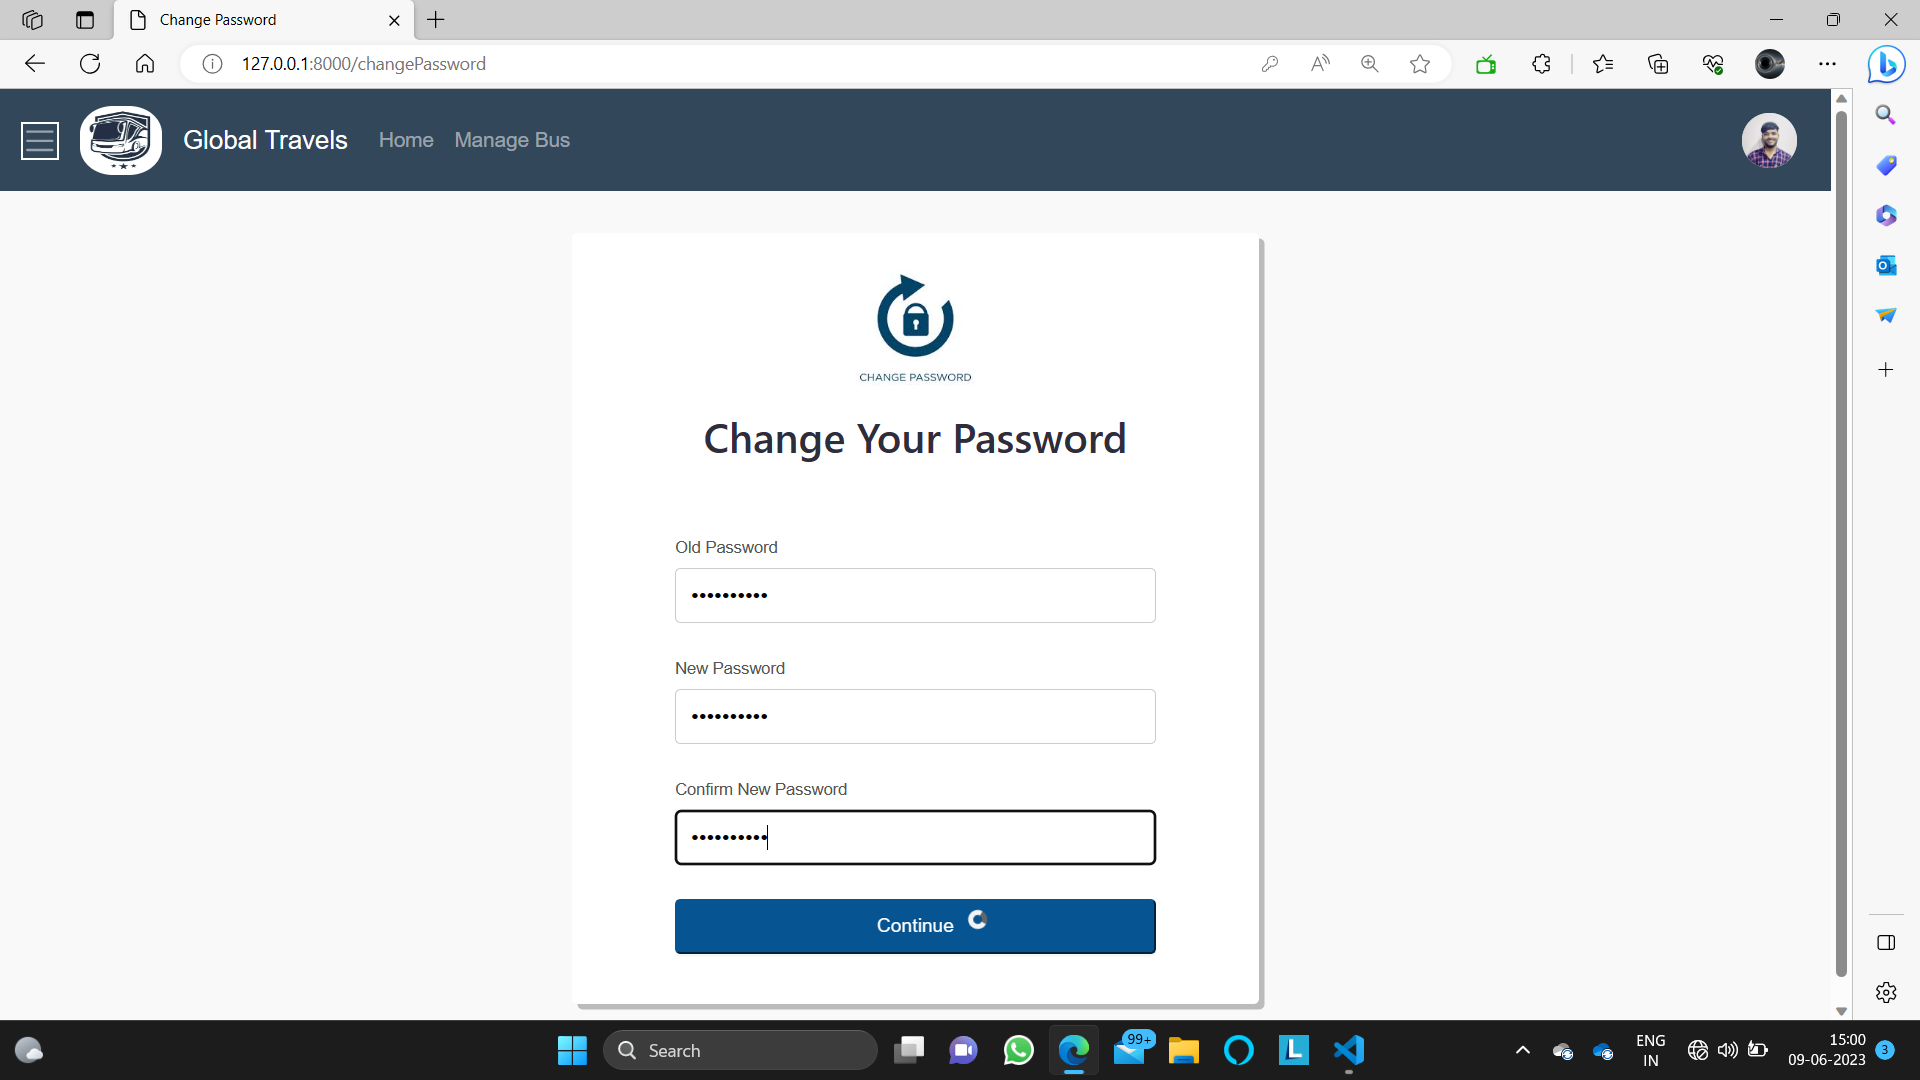 Change Password
127.0.0.1:8000/changePassword
Global Travels
Home
Manage Bus
CHANGE PASSWORD
Change Your Password
Old Password
••••••••••
New Password
••••••••••
Confirm New Password
••••••••••
Continue
Search
99+
ENG
IN
15:00
09-06-2023
3